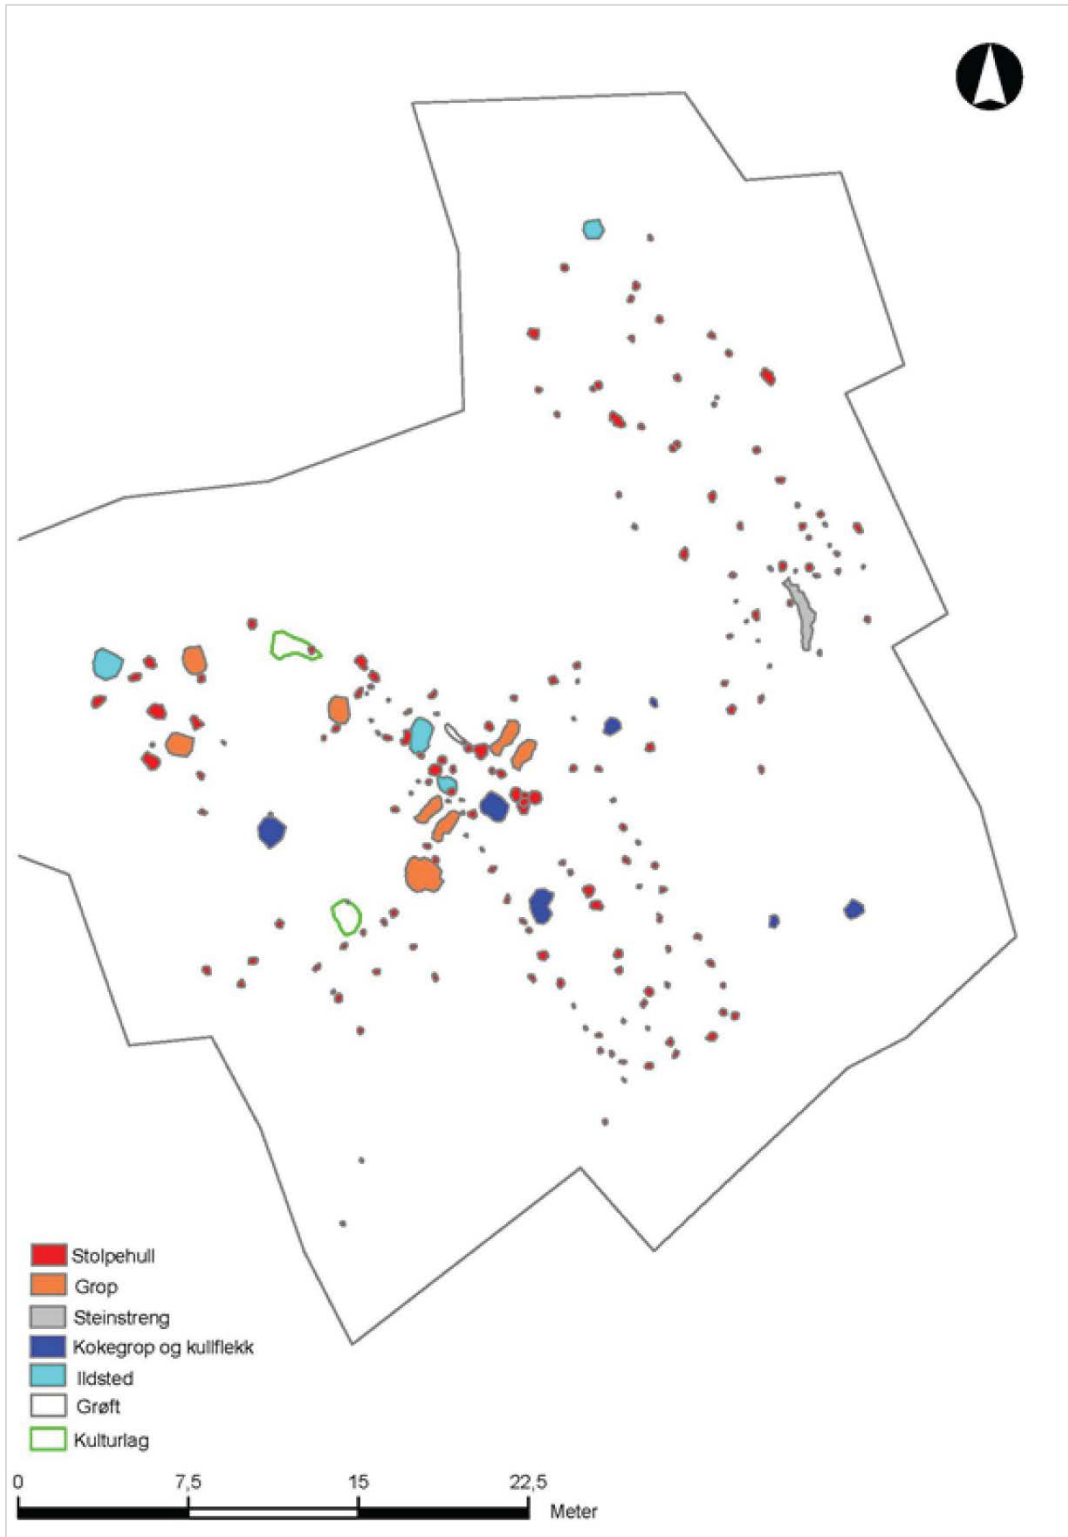 Stolpehull
Grop
Steinstreng
Kokegrop og kullflekk
Ildsted
Grøft
Kulturlag
0 7,5 15 22,5
Meter